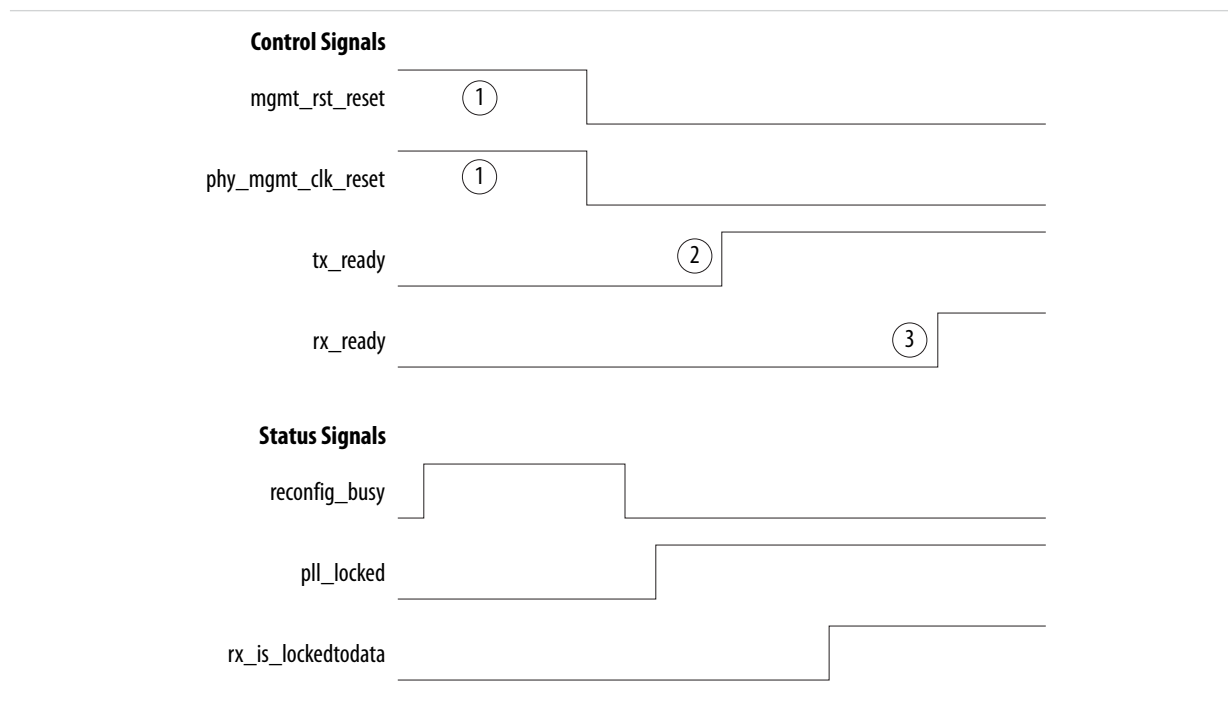 Control Signals
mgmt_rst_reset
1
phy_mgmt_clk_reset
1
tx_ready
2
rx_ready
3
Status Signals
reconfig_busy
pll_locked
rx_is_lockedtodata